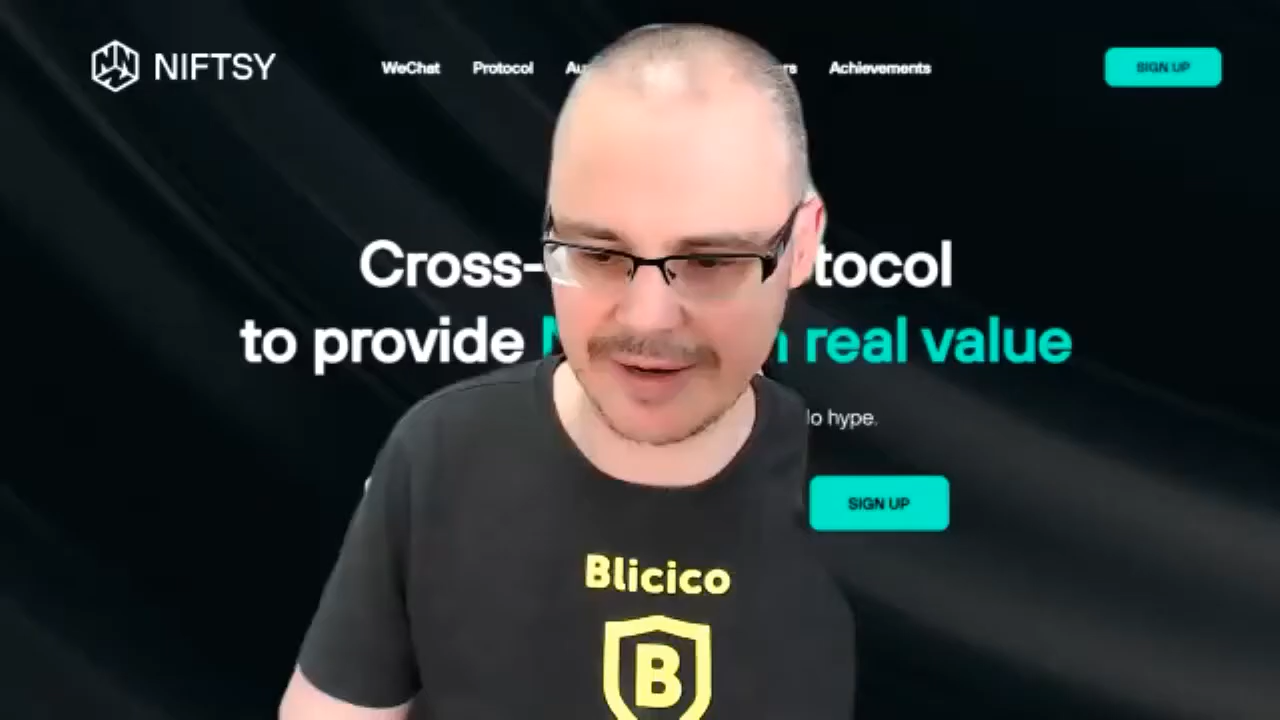 NIFTSY
WeChat Protocol Achievements SIGN UP
Cross- tocol
to provide real value
hype.
SIGN UP
Blicico
B